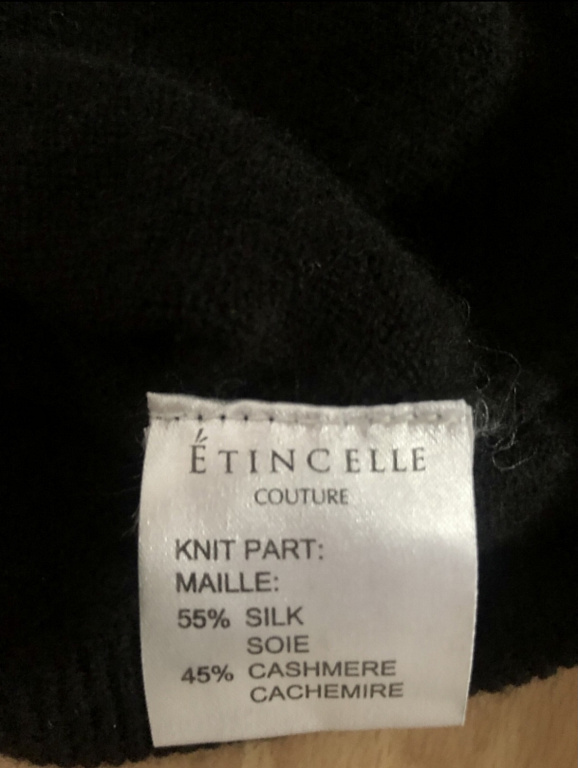 ÉTINCELLE
COUTURE
KNIT PART:
MAILLE:
55% SILK
SOIE
45% CASHMERE
CACHEMIRE